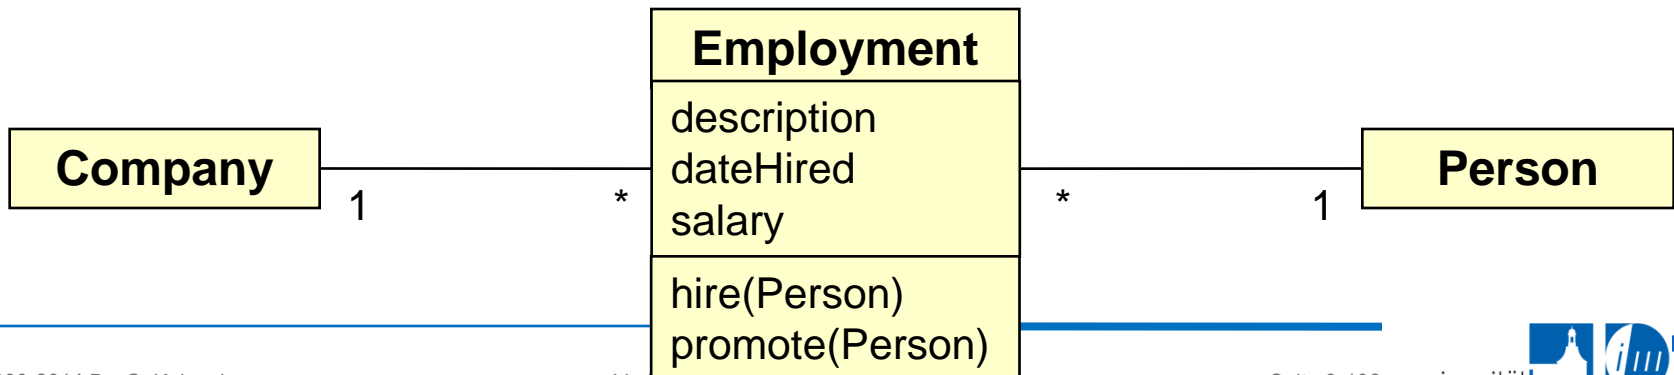 Employment
description
dateHired
salary
hire(Person)
promote(Person)
Company
1
*
*
1
Person